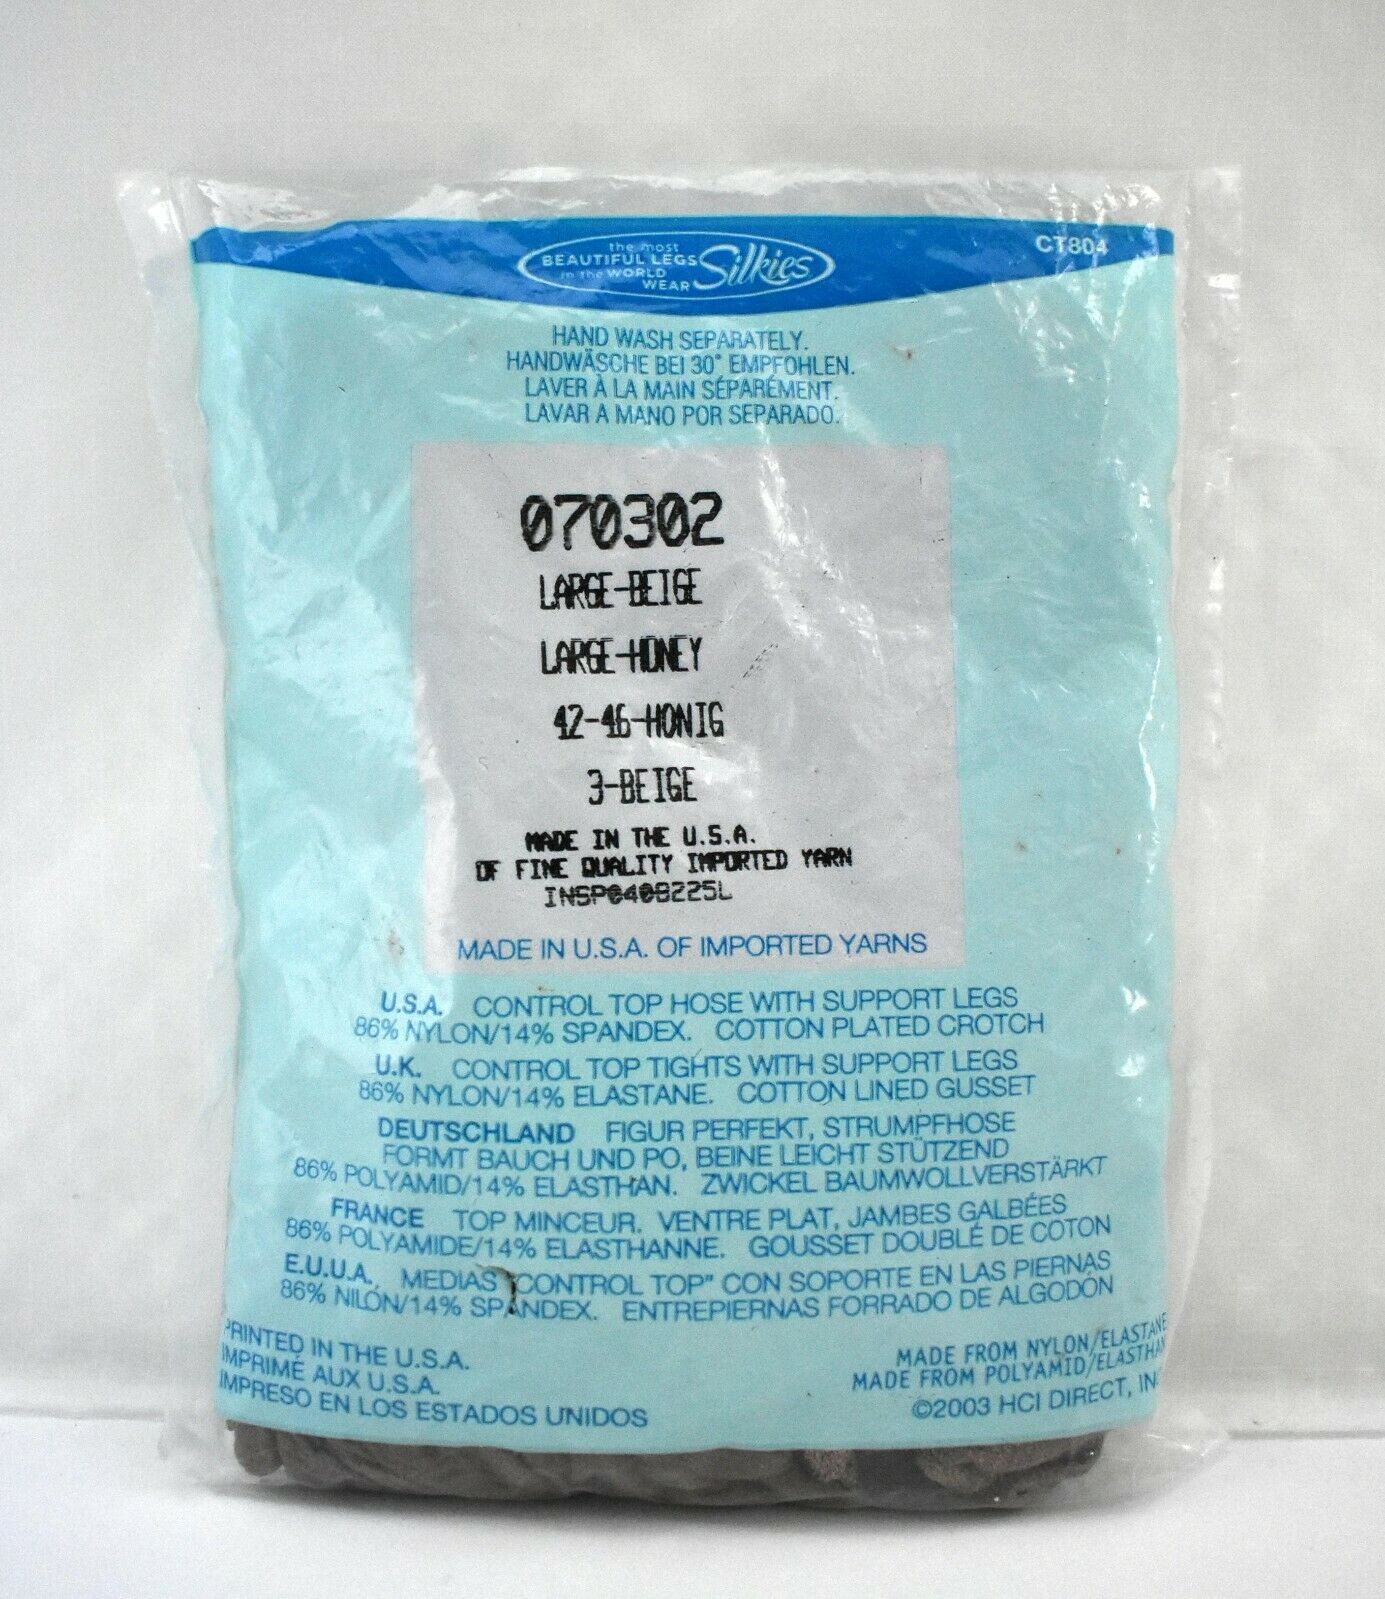 the most
BEAUTIFUL LEGS
in the WORLD
WEAR
Silkies
CT804
HAND WASH SEPARATELY.
HANDWÄSCHE BEI 30° EMPFOHLEN.
LAVER À LA MAIN SÉPARÉMENT.
LAVAR A MANO POR SEPARADO.
070302
LARGE-BEIGE
LARGE-HONEY
42-46-HONIG
3-BEIGE
MADE IN THE U.S.A.
OF FINE QUALITY IMPORTED YARN
INSP0408225L
MADE IN U.S.A. OF IMPORTED YARNS
U.S.A. CONTROL TOP HOSE WITH SUPPORT LEGS
86% NYLON/14% SPANDEX. COTTON PLATED CROTCH
U.K. CONTROL TOP TIGHTS WITH SUPPORT LEGS
86% NYLON/14% ELASTANE. COTTON LINED GUSSET
DEUTSCHLAND FIGUR PERFEKT, STRUMPFHOSE
FORMT BAUCH UND PO, BEINE LEICHT STÜTZEND
86% POLYAMID/14% ELASTHAN. ZWICKEL BAUMWOLLVERSTÄRKT
FRANCE TOP MINCEUR. VENTRE PLAT, JAMBES GALBÉES
86% POLYAMIDE/14% ELASTHANNE. GOUSSET DOUBLÉ DE COTON
E.U.U.A. MEDIAS "CONTROL TOP" CON SOPORTE EN LAS PIERNAS
86% NILÓN/14% SPANDEX. ENTREPIERNAS FORRADO DE ALGODÓN
PRINTED IN THE U.S.A.
IMPRIMÉ AUX U.S.A.
IMPRESO EN LOS ESTADOS UNIDOS
MADE FROM NYLON/ELASTANE
MADE FROM POLYAMID/ELASTHAN
©2003 HCI DIRECT, IN